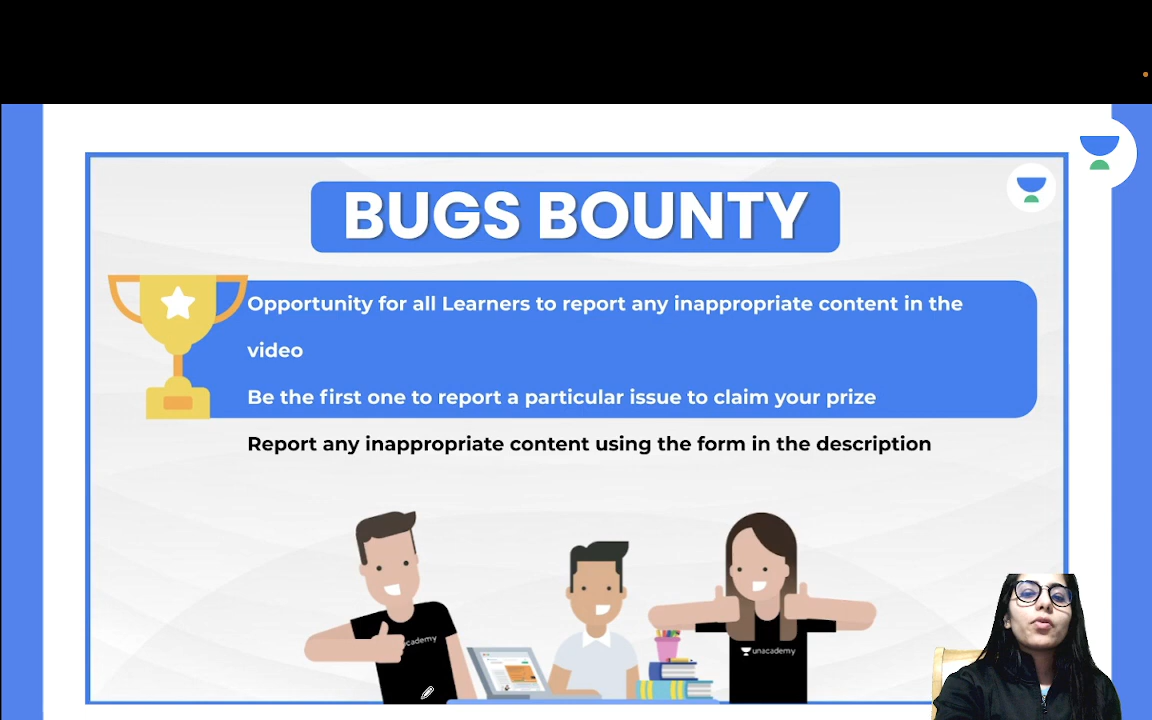 BUGS BOUNTY
Opportunity for all Learners to report any inappropriate content in the
video
Be the first one to report a particular issue to claim your prize
Report any inappropriate content using the form in the description
unacademy
unacademy